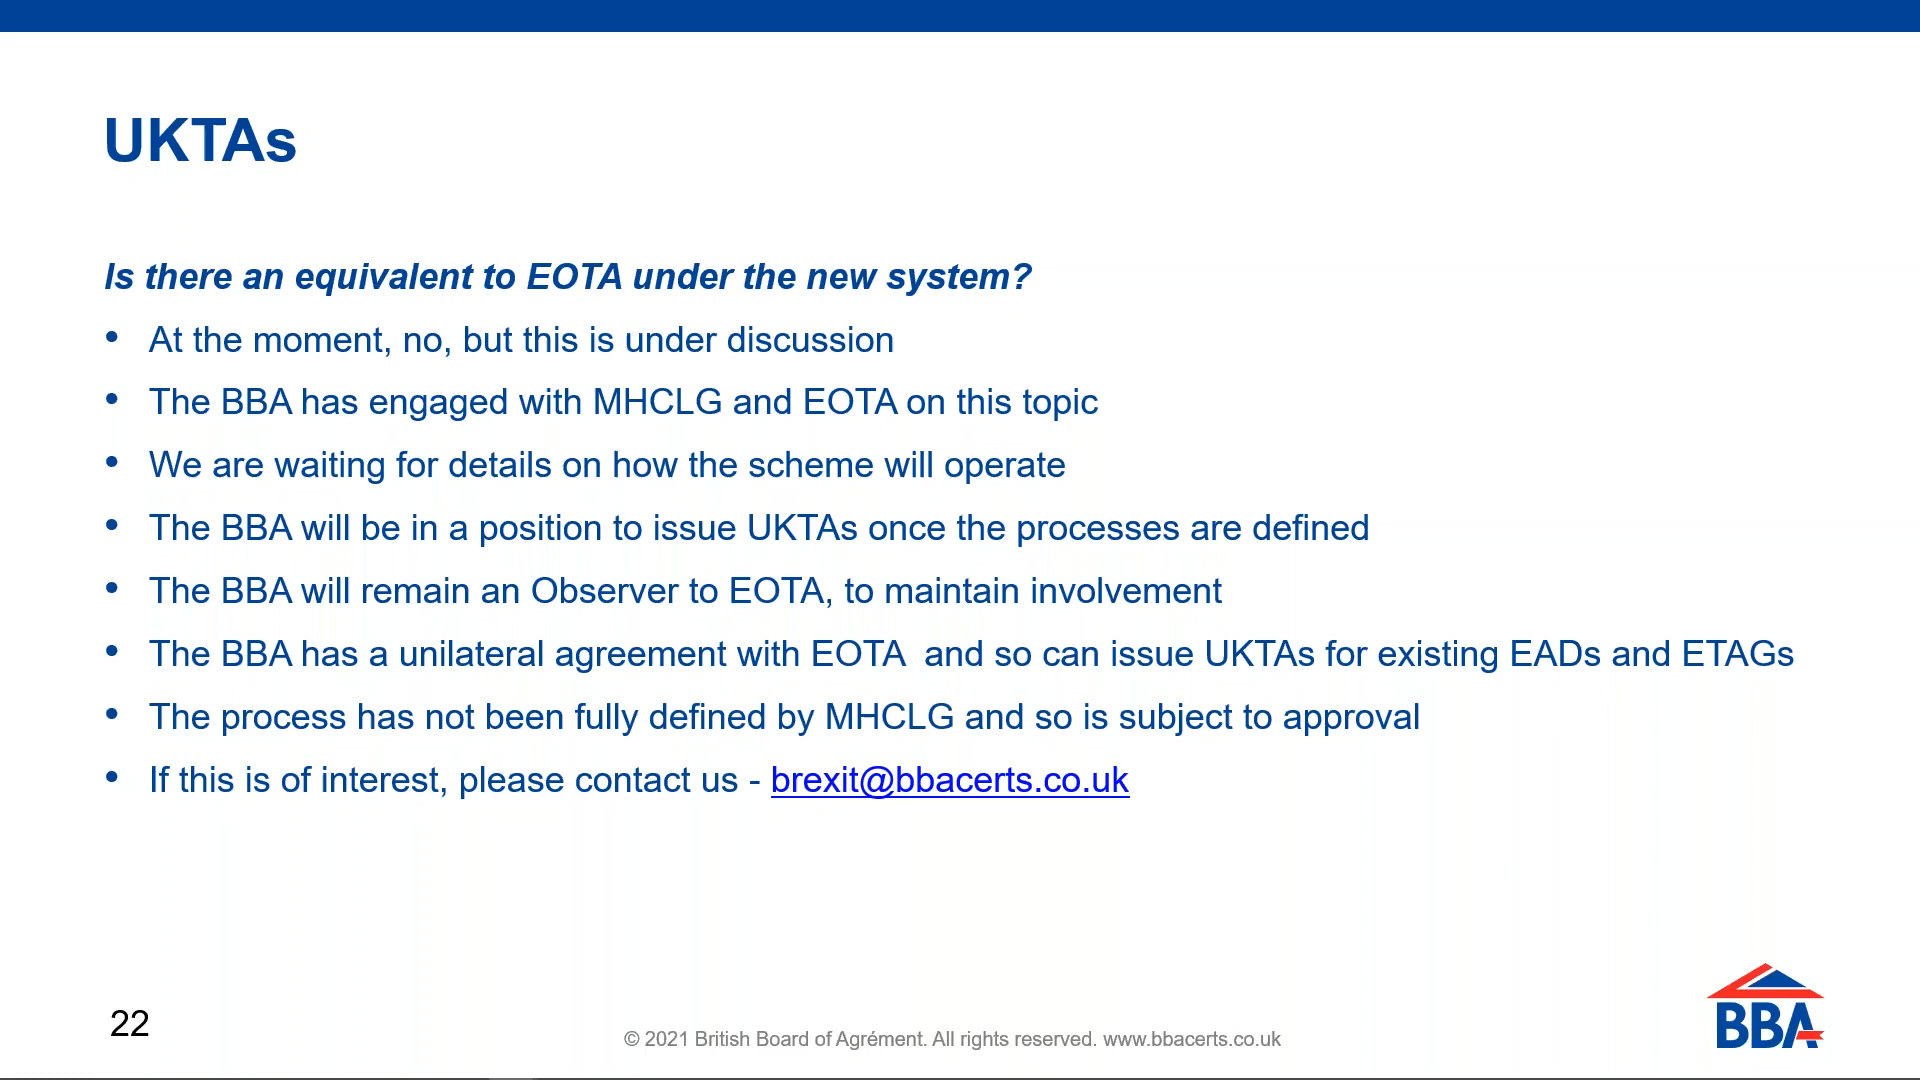 UKTAs
Is there an equivalent to EOTA under the new system?
• At the moment, no, but this is under discussion
• The BBA has engaged with MHCLG and EOTA on this topic
• We are waiting for details on how the scheme will operate
• The BBA will be in a position to issue UKTAs once the processes are defined
• The BBA will remain an Observer to EOTA, to maintain involvement
• The BBA has a unilateral agreement with EOTA  and so can issue UKTAs for existing EADs and ETAGs
• The process has not been fully defined by MHCLG and so is subject to approval
• If this is of interest, please contact us - brexit@bbacerts.co.uk
22
© 2021 British Board of Agrément. All rights reserved. www.bbacerts.co.uk
BBA